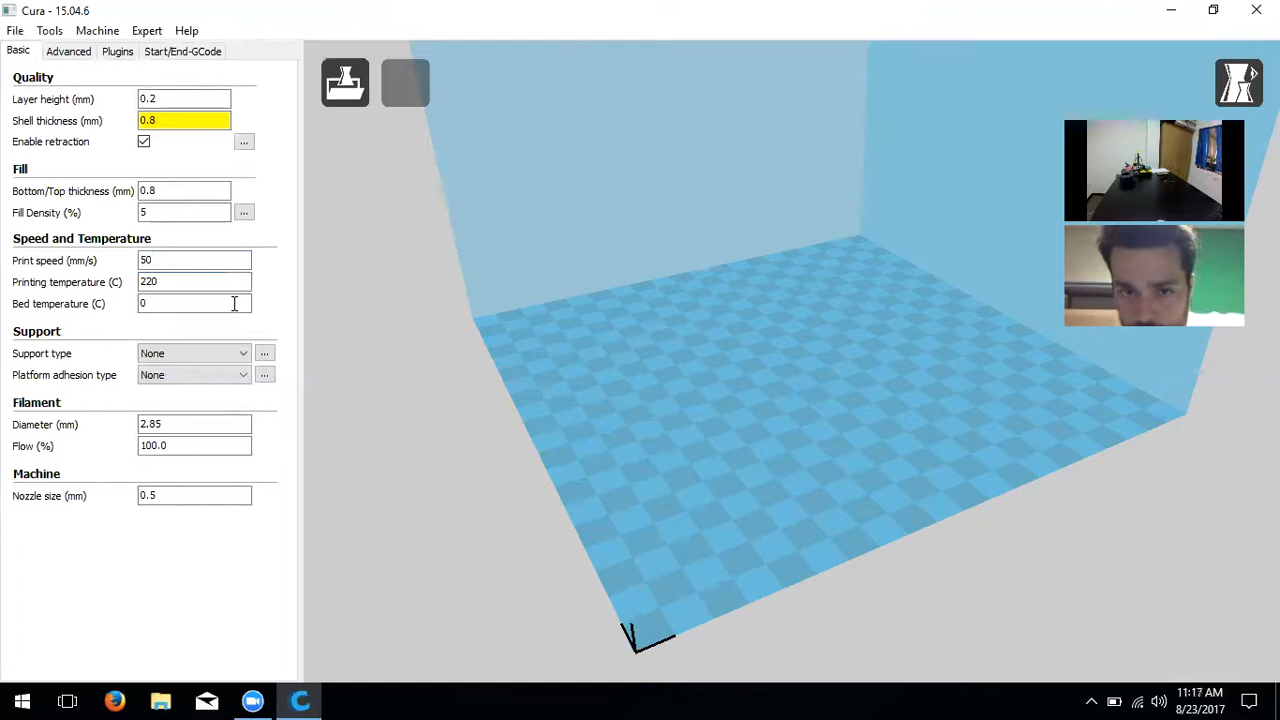 Cura - 15.04.6
File Tools Machine Expert Help
Basic Advanced Plugins Start/End-GCode
Quality
Layer height (mm) 0.2
Shell thickness (mm) 0.8
Enable retraction ...
Fill
Bottom/Top thickness (mm) 0.8
Fill Density (%) 5 ...
Speed and Temperature
Print speed (mm/s) 50
Printing temperature (C) 220
Bed temperature (C) 0
Support
Support type None ...
Platform adhesion type None ...
Filament
Diameter (mm) 2.85
Flow (%) 100.0
Machine
Nozzle size (mm) 0.5
11:17 AM
8/23/2017